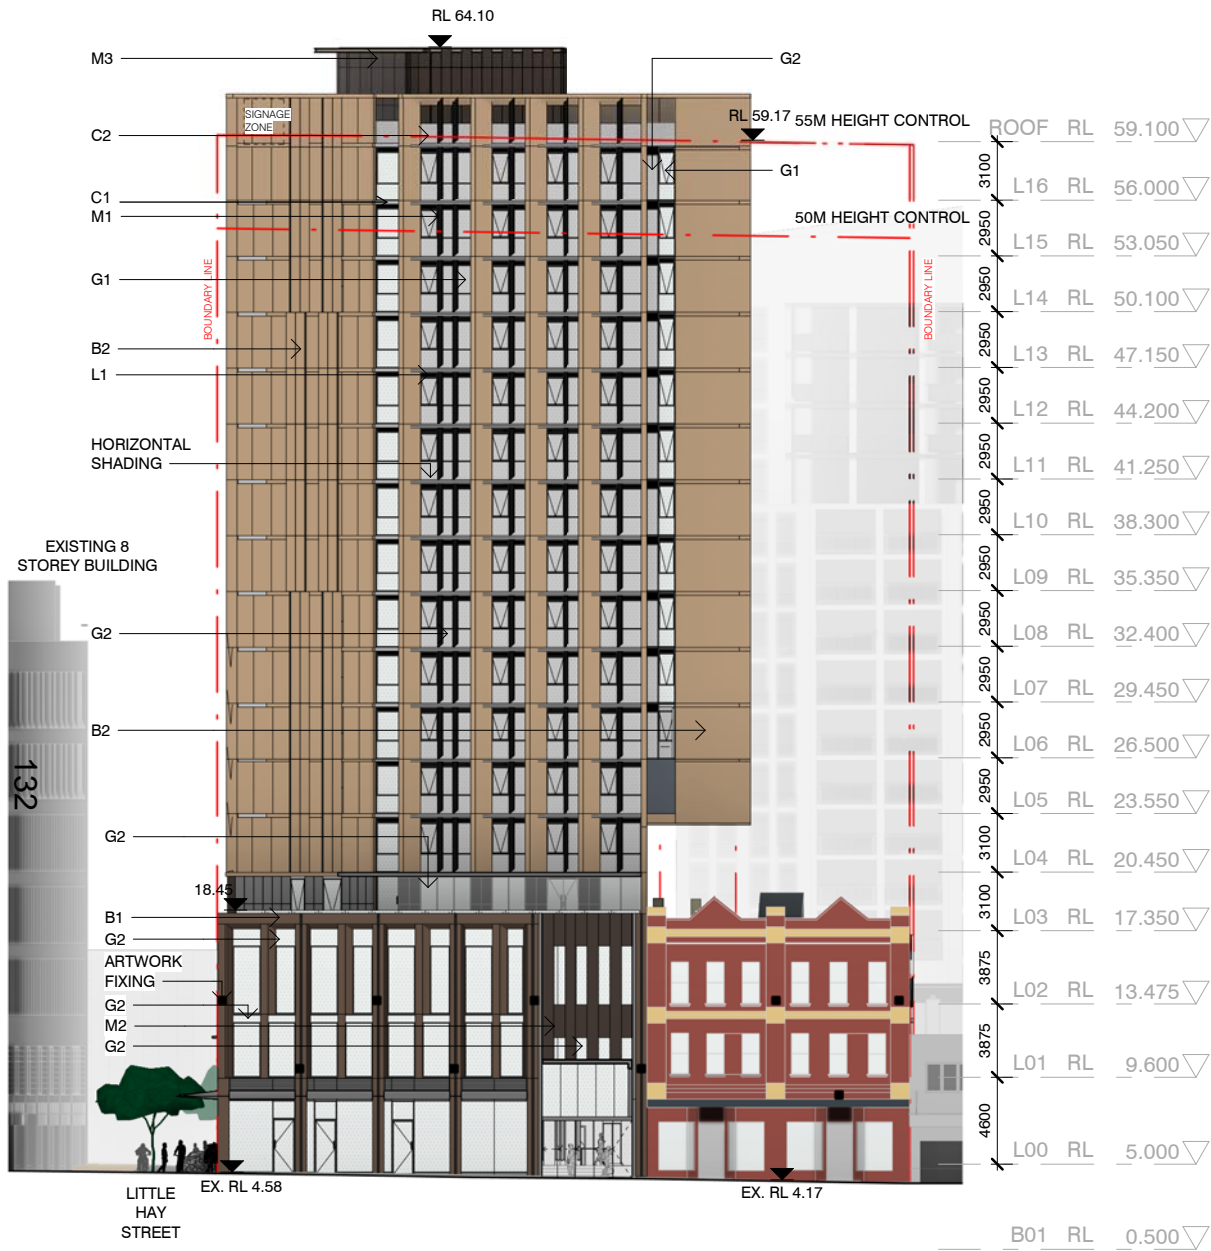 RL 64.10
M3
G2
SIGNAGE
ZONE
RL 59.17
55M HEIGHT CONTROL
C2
G1
C1
M1
50M HEIGHT CONTROL
G1
BOUNDARY LINE
BOUNDARY LINE
B2
L1
HORIZONTAL
SHADING
EXISTING 8
STOREY BUILDING
G2
B2
132
G2
18.45
B1
G2
ARTWORK
FIXING
G2
M2
G2
EX. RL 4.58
EX. RL 4.17
LITTLE
HAY
STREET
ROOF RL 59.100
3100
L16 RL 56.000
2950
L15 RL 53.050
2950
L14 RL 50.100
2950
L13 RL 47.150
2950
L12 RL 44.200
2950
L11 RL 41.250
2950
L10 RL 38.300
2950
L09 RL 35.350
2950
L08 RL 32.400
2950
L07 RL 29.450
2950
L06 RL 26.500
2950
L05 RL 23.550
3100
L04 RL 20.450
3100
L03 RL 17.350
3875
L02 RL 13.475
3875
L01 RL 9.600
4600
L00 RL 5.000
B01 RL 0.500